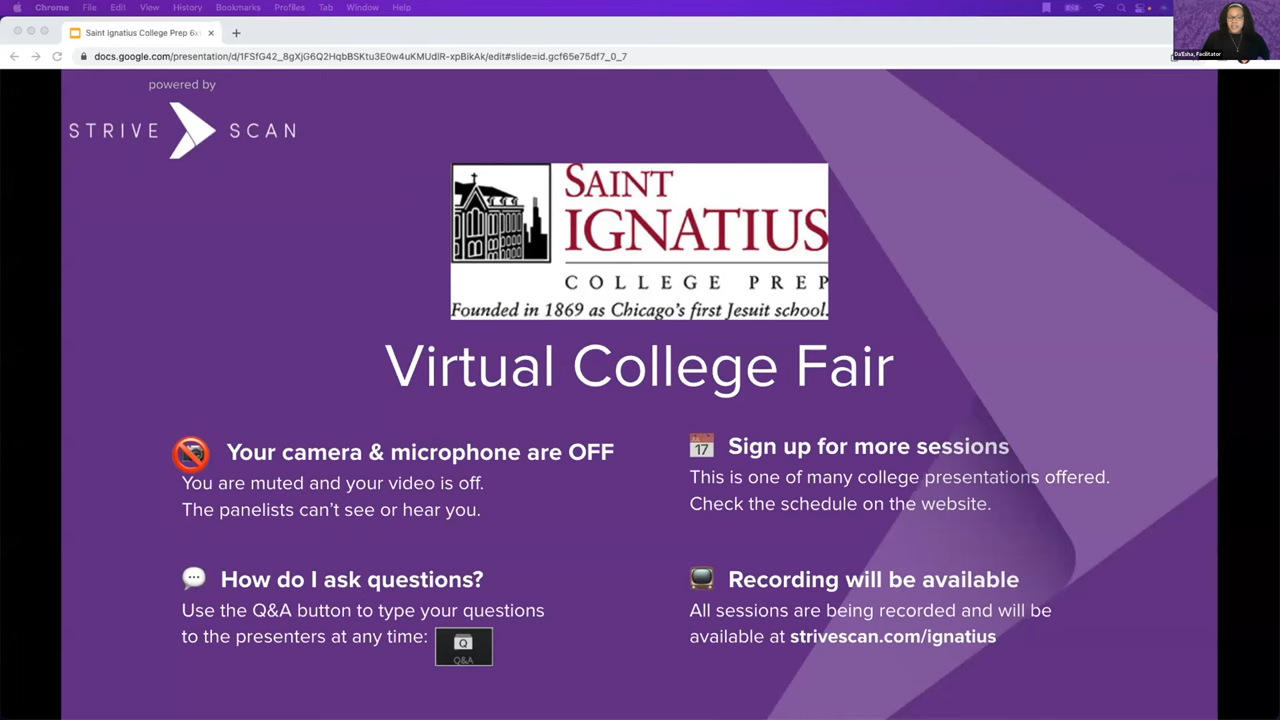 Chrome File Edit View History Bookmarks Profiles Tab Window Help
Saint Ignatius College Prep 6x
docs.google.com/presentation/d/1FSfG42_8gXjG6Q2HqbBSKtu3E0w4uKMUdlR-xpBikAk/edit#slide=id.gcf65e75df7_0_7
Da'Esha, Facilitator
powered by
STRIVE SCAN
SAINT
IGNATIUS
COLLEGE PREP
Founded in 1869 as Chicago's first Jesuit school.
Virtual College Fair
Your camera & microphone are OFF
You are muted and your video is off.
The panelists can't see or hear you.
17 Sign up for more sessions
This is one of many college presentations offered.
Check the schedule on the website.
How do I ask questions?
Use the Q&A button to type your questions
to the presenters at any time:
Q
Q&A
Recording will be available
All sessions are being recorded and will be
available at strivescan.com/ignatius